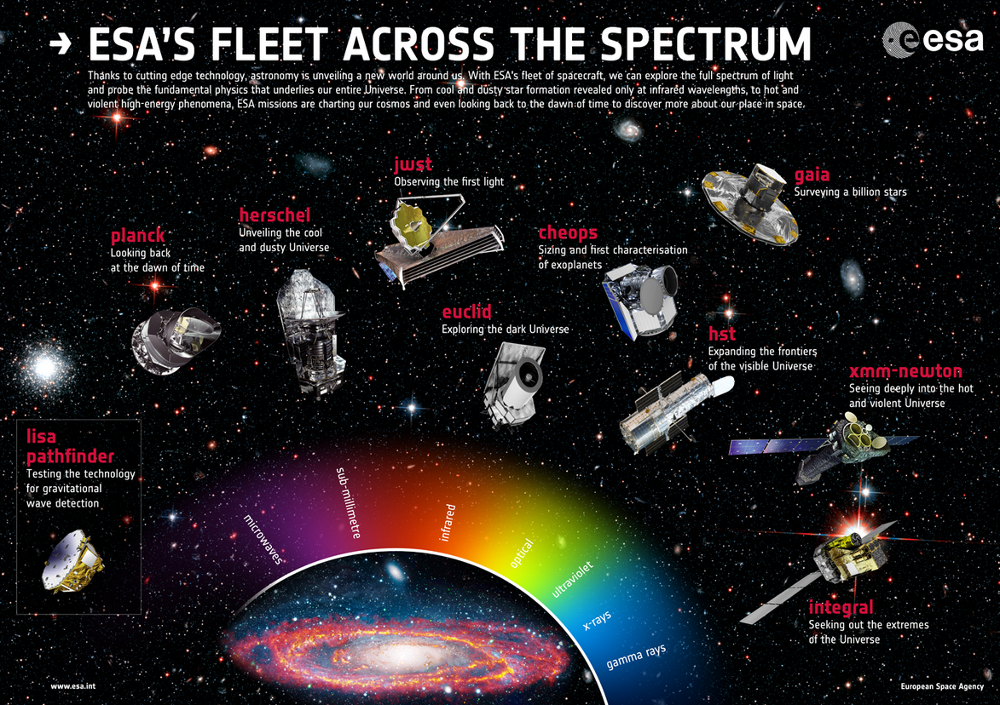 → ESA'S FLEET ACROSS THE SPECTRUM
esa
Thanks to cutting edge technology, astronomy is unveiling a new world around us. With ESA's fleet of spacecraft, we can explore the full spectrum of light
and probe the fundamental physics that underlies our entire Universe. From cool and dusty star formation revealed only at infrared wavelengths, to hot and
violent high-energy phenomena, ESA missions are charting our cosmos and even looking back to the dawn of time to discover more about our place in space.
jwst
Observing the first light
gaia
Surveying a billion stars
herschel
Unveiling the cool
and dusty Universe
planck
Looking back
at the dawn of time
cheops
Sizing and first characterisation
of exoplanets
euclid
Exploring the dark Universe
hst
Expanding the frontiers
of the visible Universe
xmm-newton
Seeing deeply into the hot
and violent Universe
lisa
pathfinder
Testing the technology
for gravitational
wave detection
microwaves
sub-millimetre
infrared
optical
ultraviolet
x-rays
gamma rays
integral
Seeking out the extremes
of the Universe
www.esa.int
European Space Agency